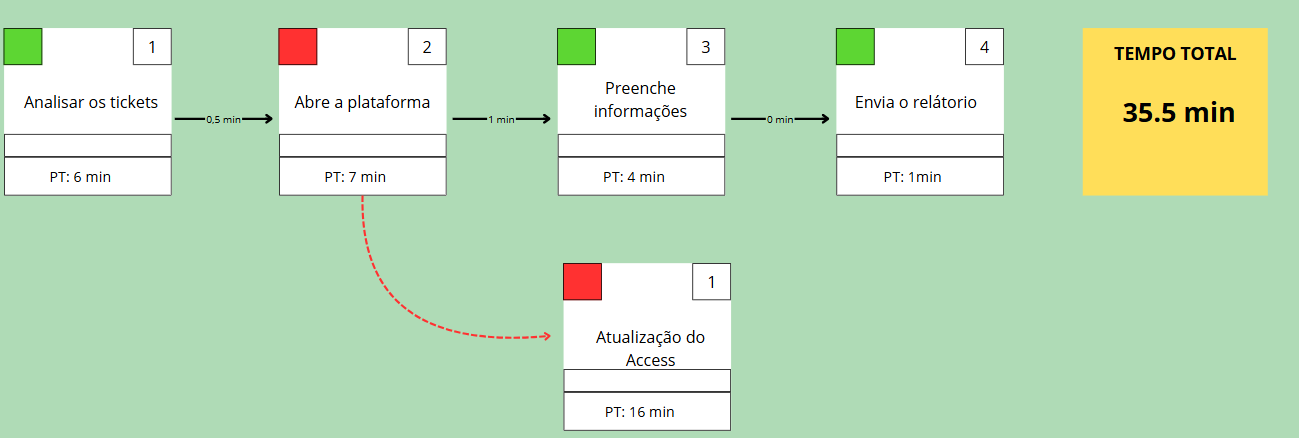 1
Analisar os tickets
PT: 6 min
0,5 min
2
Abre a plataforma
PT: 7 min
1 min
3
Preenche
informações
PT: 4 min
0 min
4
Envia o relátorio
PT: 1min
TEMPO TOTAL
35.5 min
1
Atualização do
Access
PT: 16 min